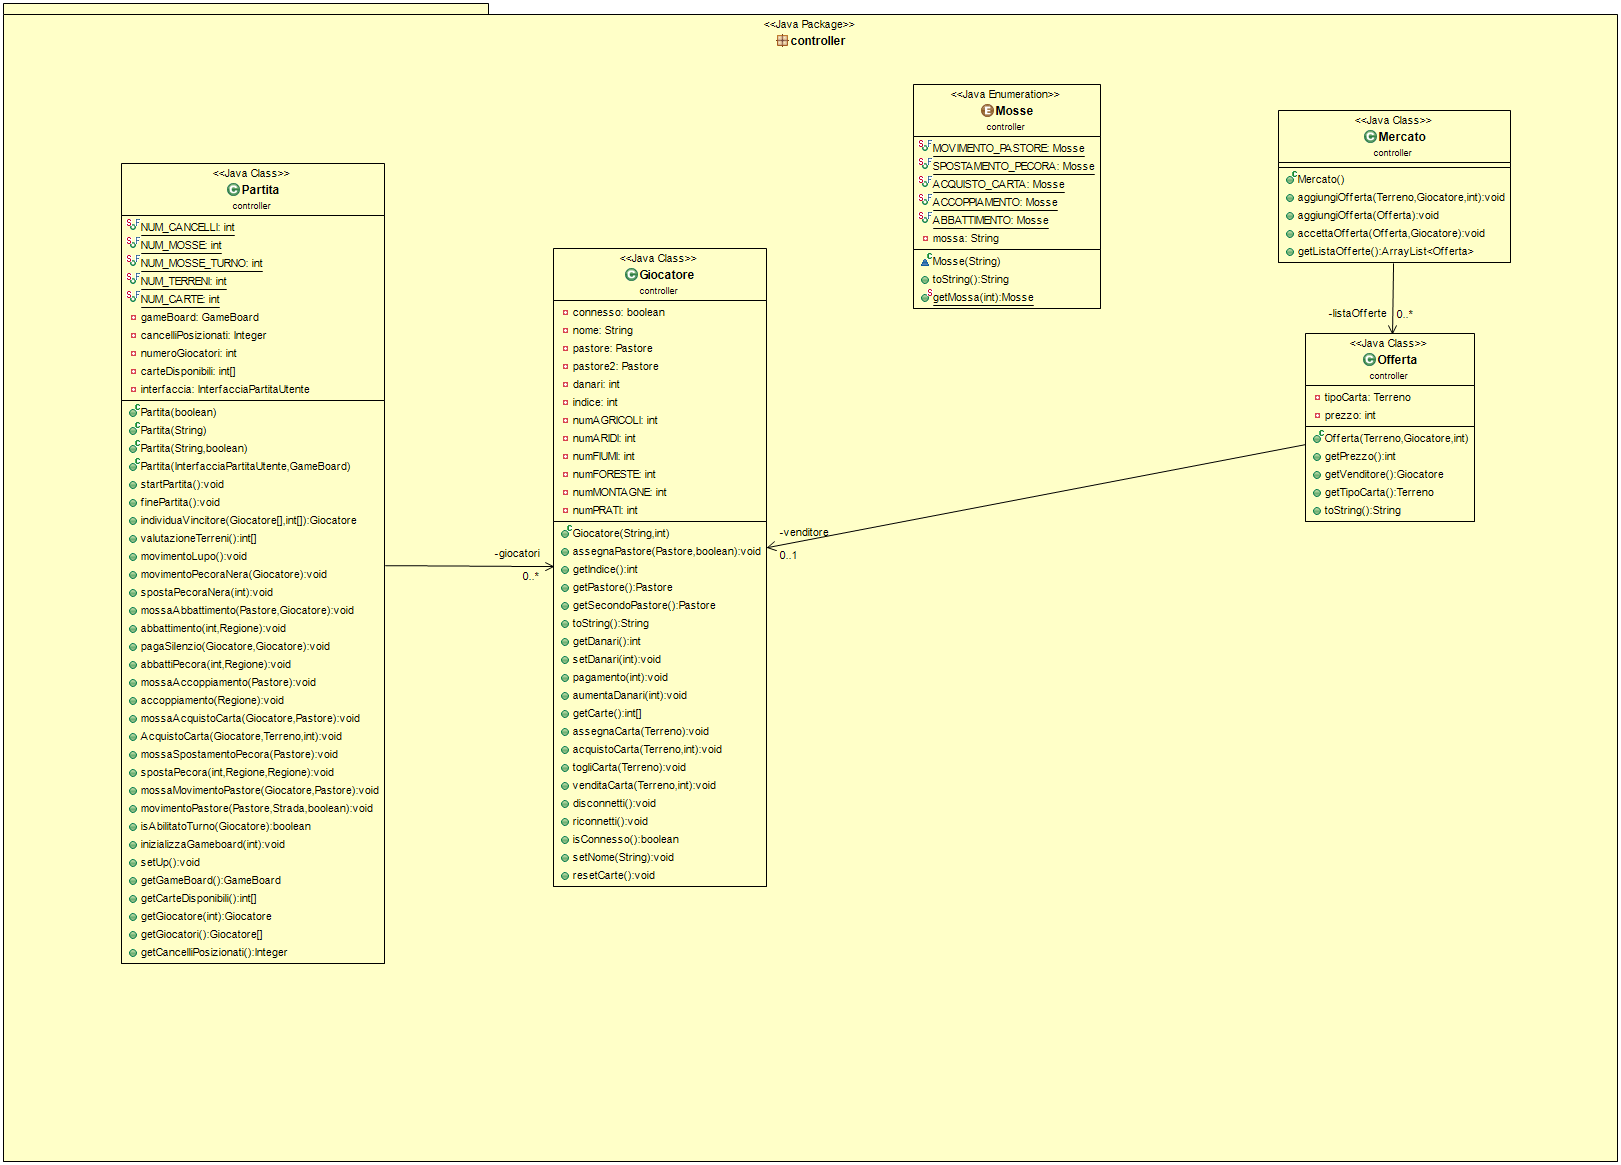 <<Java Package>>
controller
<<Java Class>>
Partita
controller
NUM_CANCELLI: int
NUM_MOSSE: int
NUM_MOSSE_TURNO: int
NUM_TERRENI: int
NUM_CARTE: int
gameBoard: GameBoard
cancelliPosizionati: Integer
numeroGiocatori: int
carteDisponibili: int[]
interfaccia: InterfacciaPartitaUtente
Partita(boolean)
Partita(String)
Partita(String,boolean)
Partita(InterfacciaPartitaUtente,GameBoard)
startPartita():void
finePartita():void
individuaVincitore(Giocatore[],int[]):Giocatore
valutazioneTerreni():int[]
movimentoLupo():void
movimentoPecoraNera(Giocatore):void
spostaPecoraNera(int):void
mossaAbbattimento(Pastore,Giocatore):void
abbattimento(int,Regione):void
pagaSilenzio(Giocatore,Giocatore):void
abbattiPecora(int,Regione):void
mossaAccoppiamento(Pastore):void
accoppiamento(Regione):void
mossaAcquistoCarta(Giocatore,Pastore):void
AcquistoCarta(Giocatore,Terreno,int):void
mossaSpostamentoPecora(Pastore):void
spostaPecora(int,Regione,Regione):void
mossaMovimentoPastore(Giocatore,Pastore):void
movimentoPastore(Pastore,Strada,boolean):void
isAbilitatoTurno(Giocatore):boolean
inizializzaGameboard(int):void
setUp():void
getGameBoard():GameBoard
getCarteDisponibili():int[]
getGiocatore(int):Giocatore
getGiocatori():Giocatore[]
getCancelliPosizionati():Integer
-giocatori
0..*
<<Java Class>>
Giocatore
controller
connesso: boolean
nome: String
pastore: Pastore
pastore2: Pastore
danari: int
indice: int
numAGRICOLI: int
numARIDI: int
numFIUMI: int
numFORESTE: int
numMONTAGNE: int
numPRATI: int
Giocatore(String,int)
assegnaPastore(Pastore,boolean):void
getIndice():int
getPastore():Pastore
getSecondoPastore():Pastore
toString():String
getDanari():int
setDanari(int):void
pagamento(int):void
aumentaDanari(int):void
getCarte():int[]
assegnaCarta(Terreno):void
acquistoCarta(Terreno,int):void
togliCarta(Terreno):void
venditaCarta(Terreno,int):void
disconnetti():void
riconnetti():void
isConnesso():boolean
setNome(String):void
resetCarte():void
-venditore
0..1
<<Java Enumeration>>
Mosse
controller
MOVIMENTO_PASTORE: Mosse
SPOSTAMENTO_PECORA: Mosse
ACQUISTO_CARTA: Mosse
ACCOPPIAMENTO: Mosse
ABBATTIMENTO: Mosse
mossa: String
Mosse(String)
toString():String
getMossa(int):Mosse
<<Java Class>>
Mercato
controller
Mercato()
aggiungiOfferta(Terreno,Giocatore,int):void
aggiungiOfferta(Offerta):void
accettaOfferta(Offerta,Giocatore):void
getListaOfferte():ArrayList<Offerta>
-listaOfferte
0..*
<<Java Class>>
Offerta
controller
tipoCarta: Terreno
prezzo: int
Offerta(Terreno,Giocatore,int)
getPrezzo():int
getVenditore():Giocatore
getTipoCarta():Terreno
toString():String